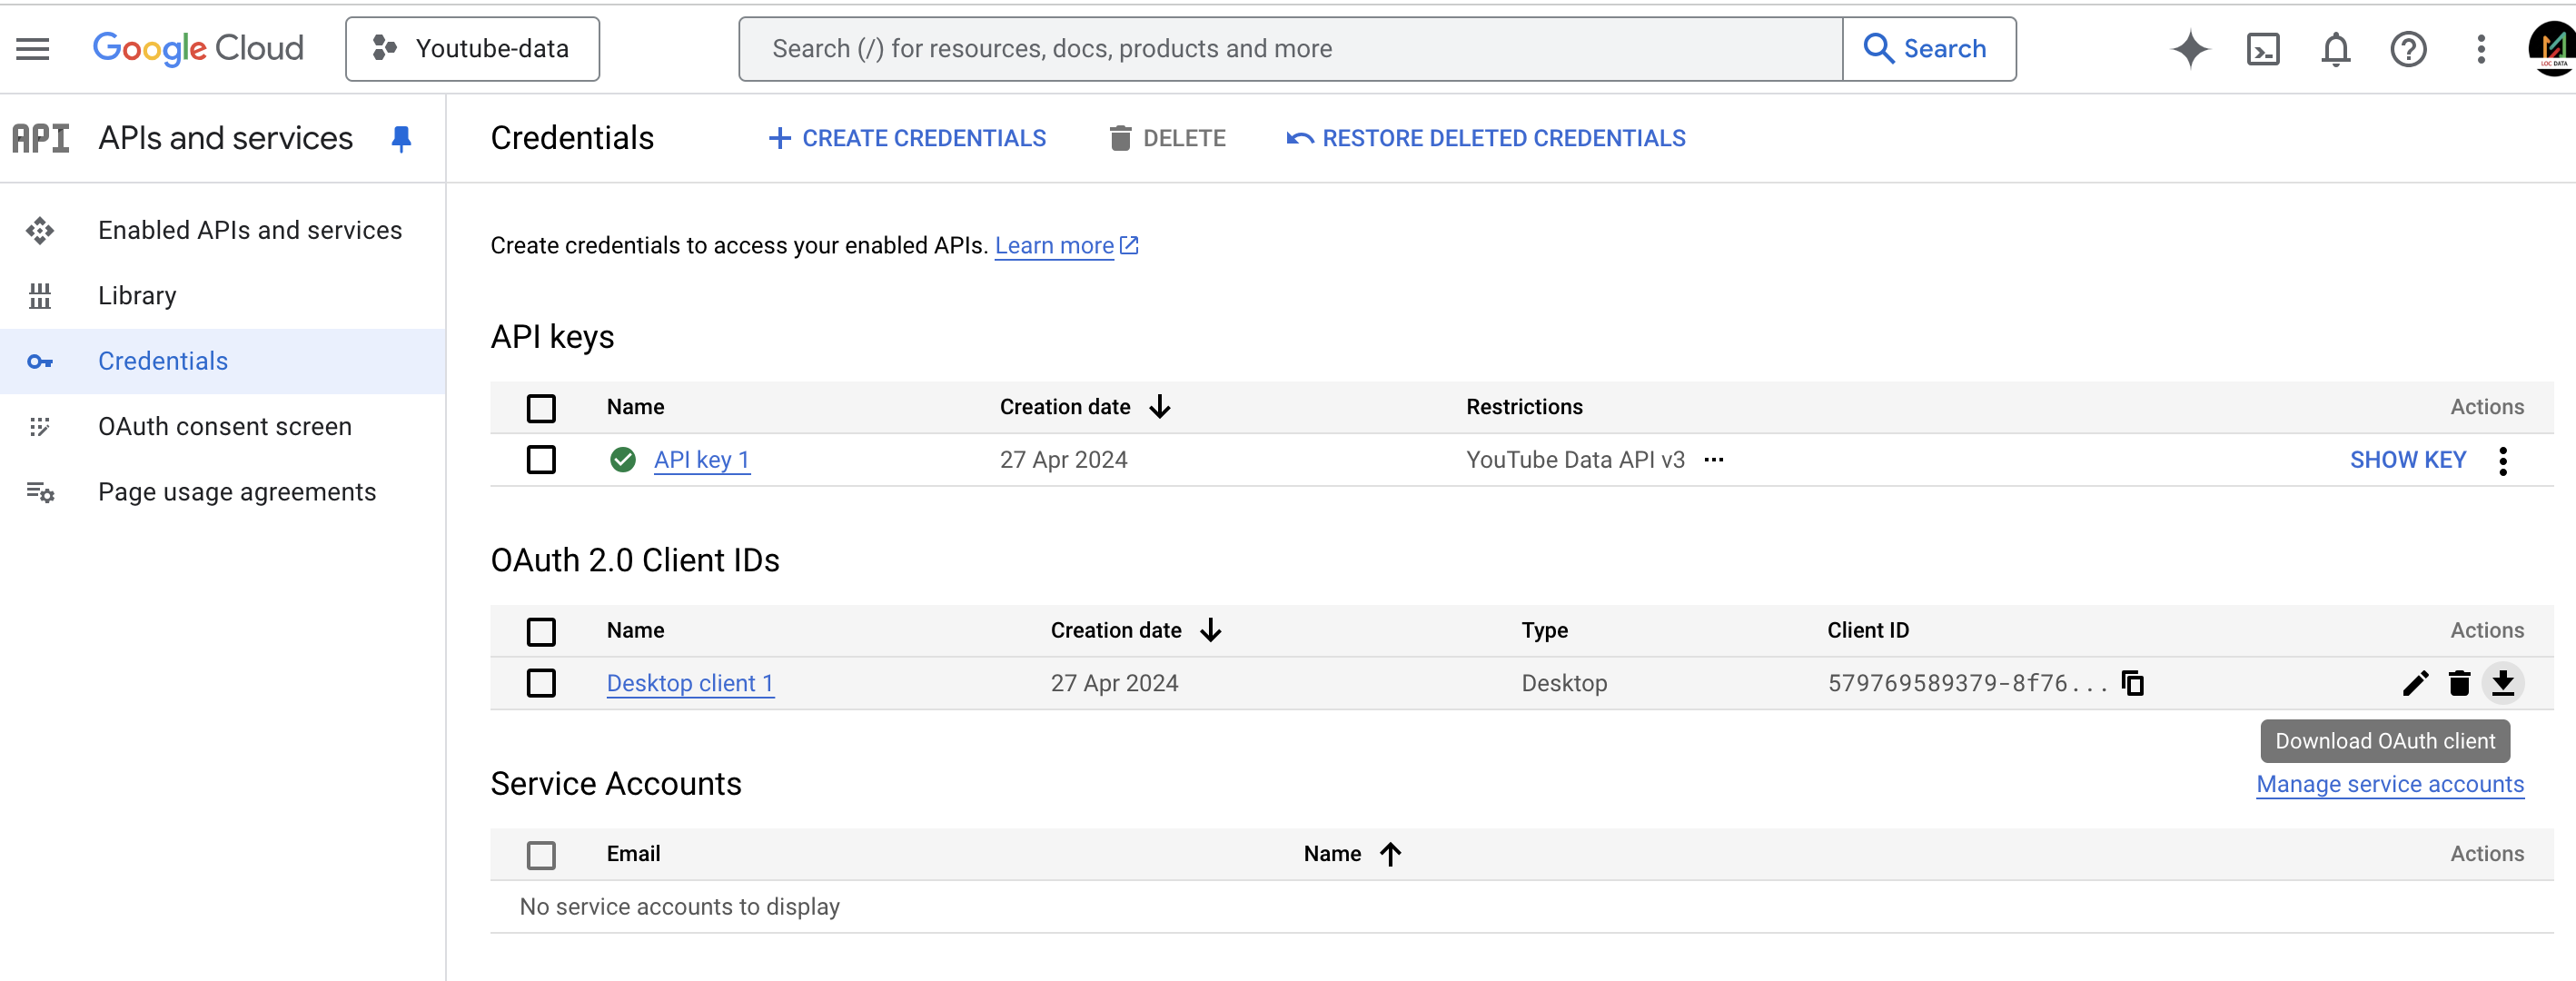 Google Cloud
Youtube-data
Search (/) for resources, docs, products and more
Search
LOC DATA
API APIs and services
Credentials
CREATE CREDENTIALS
DELETE
RESTORE DELETED CREDENTIALS
Enabled APIs and services
Library
Credentials
OAuth consent screen
Page usage agreements
Create credentials to access your enabled APIs. Learn more
API keys
Name Creation date Restrictions Actions
API key 1 27 Apr 2024 YouTube Data API v3 ... SHOW KEY
OAuth 2.0 Client IDs
Name Creation date Type Client ID Actions
Desktop client 1 27 Apr 2024 Desktop 579769589379-8f76...
Download OAuth client
Service Accounts
Manage service accounts
Email Name Actions
No service accounts to display